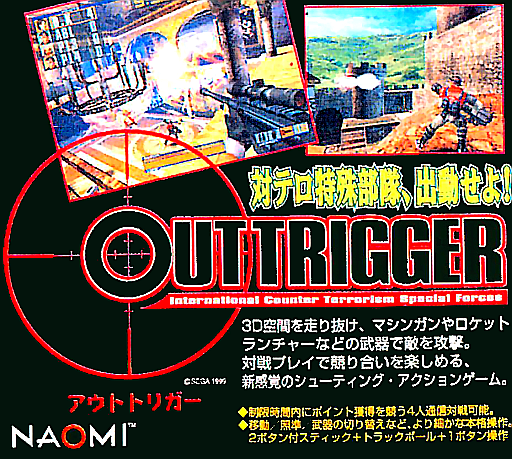 対テロ特殊部隊、出動せよ!
OUTTRIGGER
International Counter Terrorism Special Forces
3D空間を走り抜け、マシンガンやロケット
ランチャーなどの武器で敵を攻撃。
対戦プレイで競り合いを楽しめる、
新感覚のシューティング・アクションゲーム。
©SEGA 1999
アウトトリガー
NAOMI™
◆制限時間内にポイント獲得を競う4人通信対戦可能。
◆移動/照準、武器の切り替えなど、より細かな本格操作。
2ボタン付スティック+トラックボール+1ボタン操作